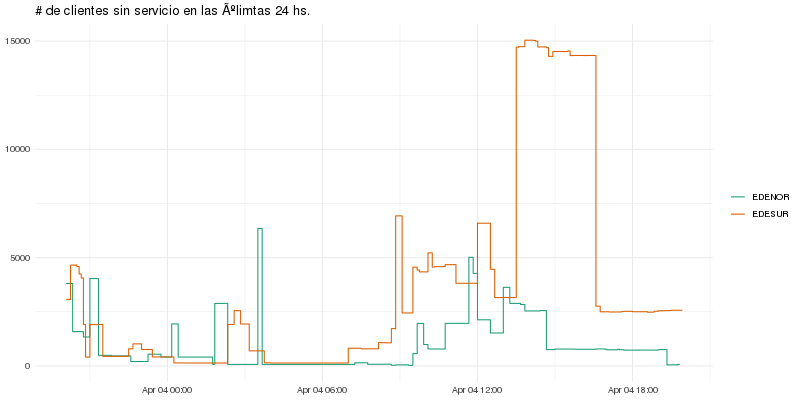 # de clientes sin servicio en las Ãºlimtas 24 hs.
15000
10000
5000
0
Apr 04 00:00
Apr 04 06:00
Apr 04 12:00
Apr 04 18:00
EDENOR
EDESUR